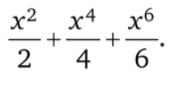 x²/2 + x⁴/4 + x⁶/6.